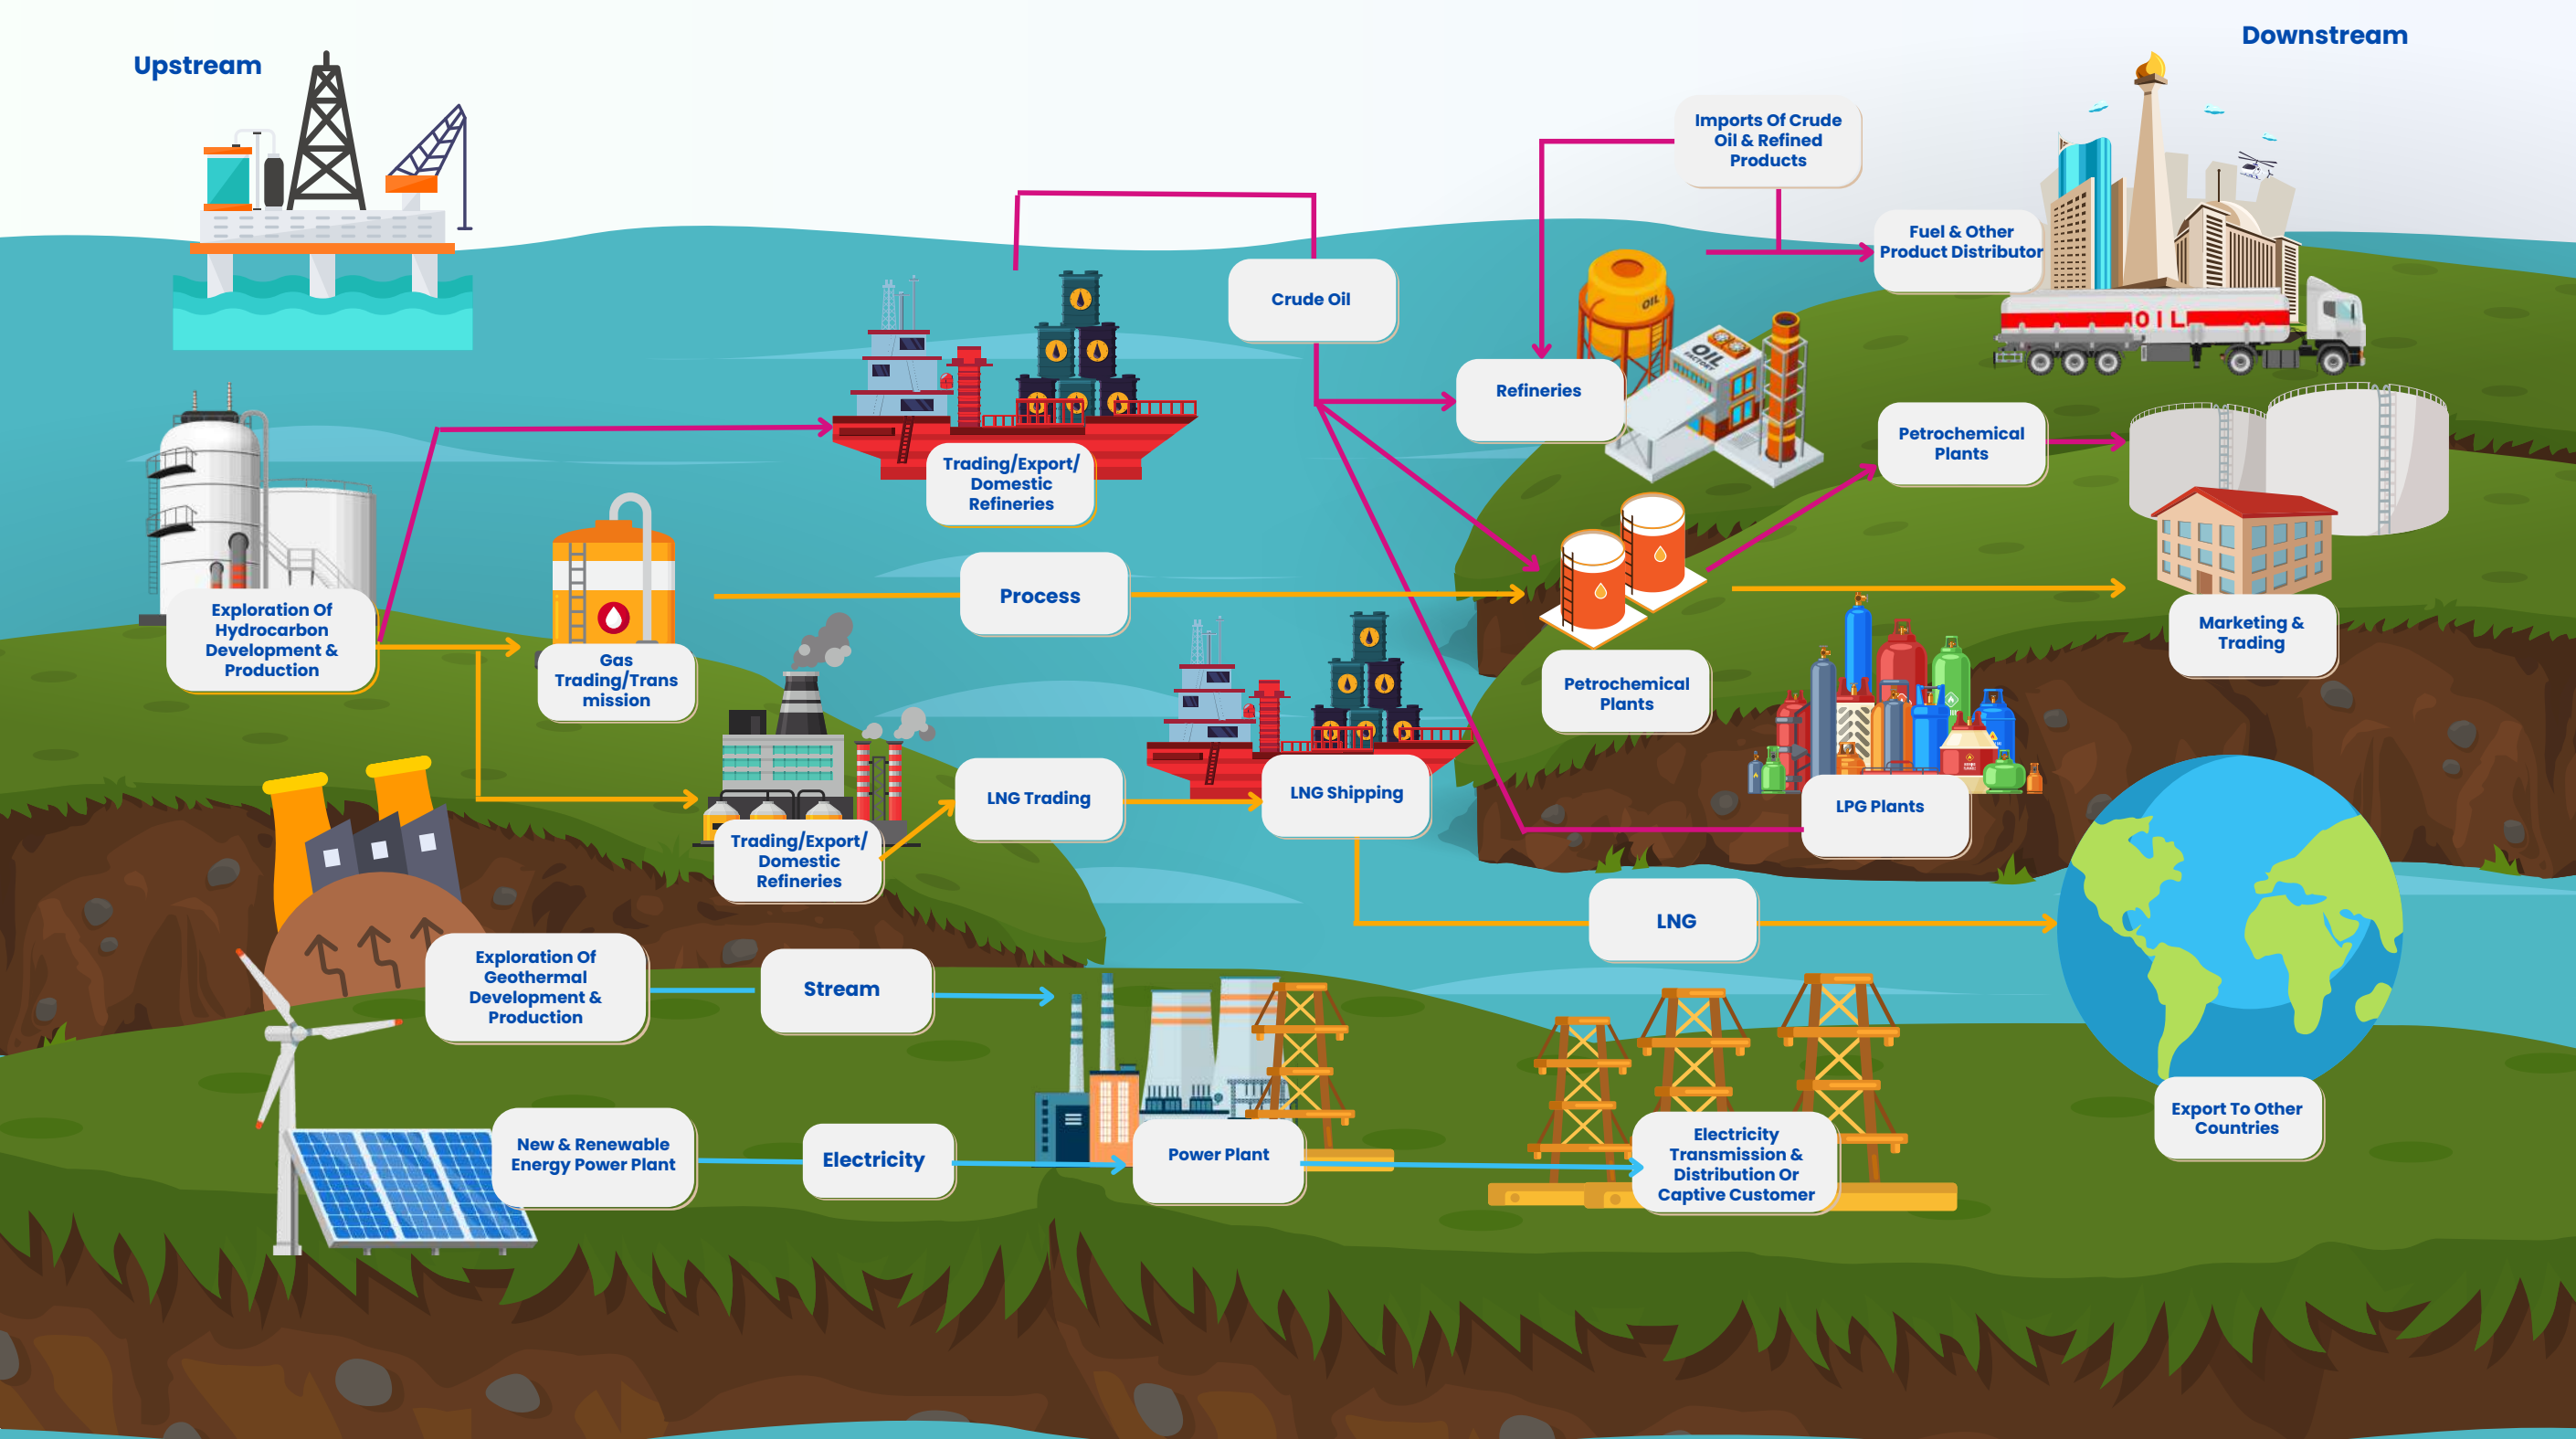 Upstream
Downstream
Imports Of Crude
Oil & Refined
Products
Fuel & Other
Product Distributor
Crude Oil
OIL
OIL
OIL
FACTORY
Refineries
Petrochemical
Plants
Trading/Export/
Domestic
Refineries
Exploration Of
Hydrocarbon
Development &
Production
Process
Gas
Trading/Trans
mission
Petrochemical
Plants
Marketing &
Trading
LNG Trading
LNG Shipping
LPG Plants
Trading/Export/
Domestic
Refineries
LNG
Exploration Of
Geothermal
Development &
Production
Stream
Export To Other
Countries
New & Renewable
Energy Power Plant
Electricity
Power Plant
Electricity
Transmission &
Distribution Or
Captive Customer